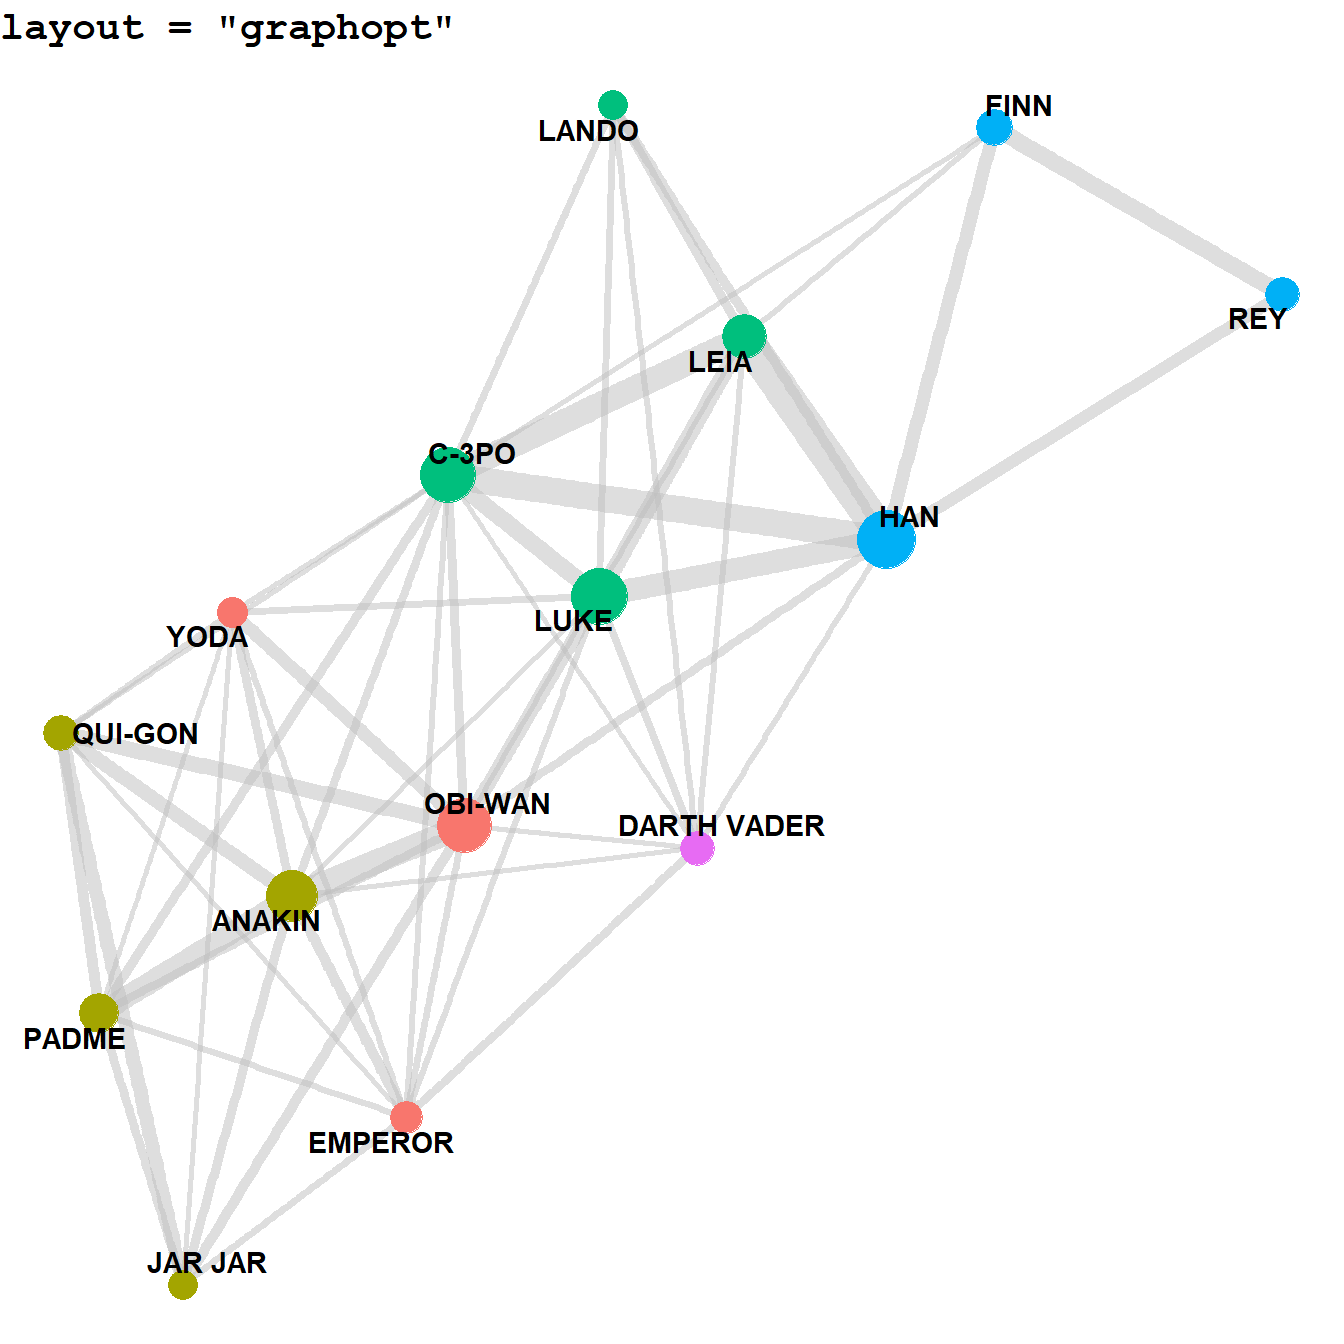 layout = "graphopt"
FINN
LANDO
REY
LEIA
C-3PO
HAN
LUKE
YODA
QUI-GON
OBI-WAN
DARTH VADER
ANAKIN
PADME
EMPEROR
JAR JAR